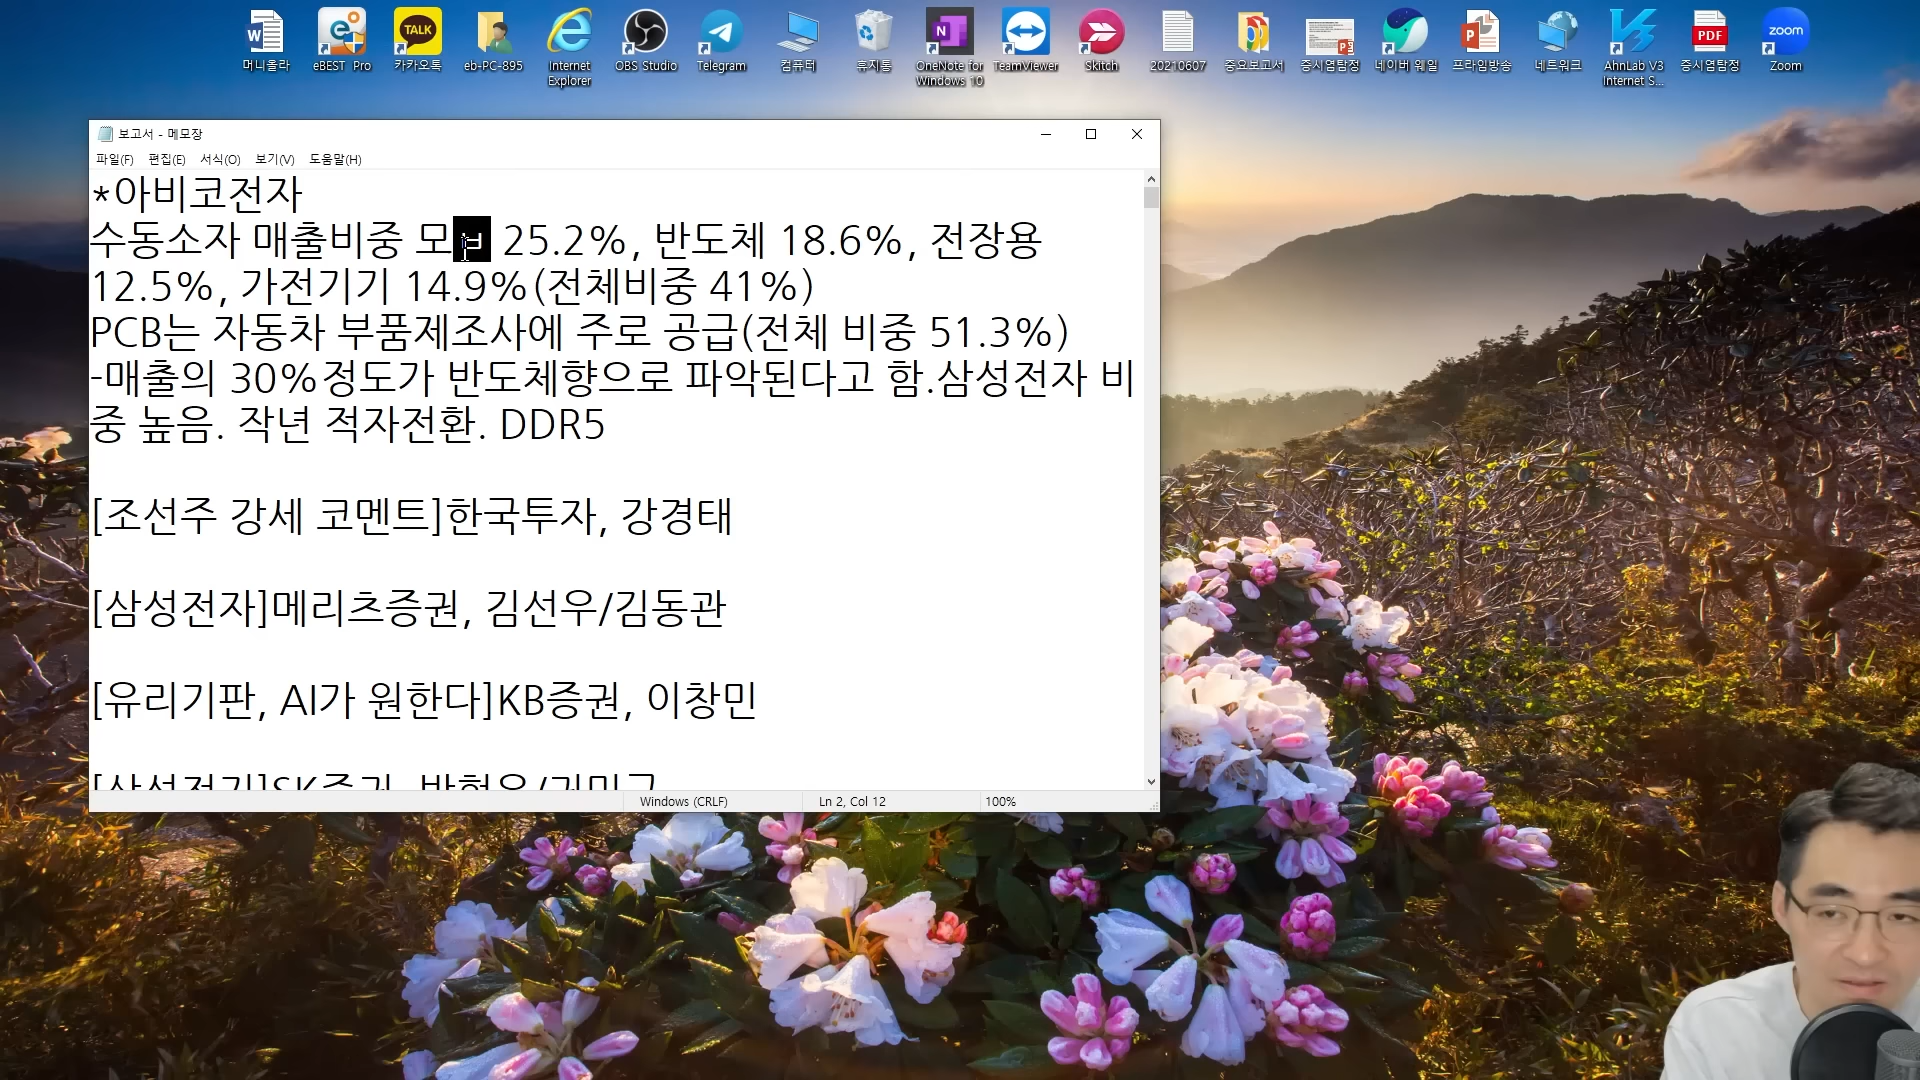 머니올라
eBEST Pro
카카오톡
eb-PC-895
Internet Explorer
OBS Studio
Telegram
컴퓨터
휴지통
OneNote for Windows 10
TeamViewer
Skitch
20210607
중요보고서
증시염탐정
네이버 웨일
프라임방송
네트워크
AhnLab V3 Internet S...
증시염탐정
Zoom
TALK
PDF
zoom
보고서 - 메모장
파일(F) 편집(E) 서식(O) 보기(V) 도움말(H)
*아비코전자
수동소자 매출비중 모바 25.2%, 반도체 18.6%, 전장용
12.5%, 가전기기 14.9%(전체비중 41%)
PCB는 자동차 부품제조사에 주로 공급(전체 비중 51.3%)
-매출의 30%정도가 반도체향으로 파악된다고 함.삼성전자 비
중 높음. 작년 적자전환. DDR5
[조선주 강세 코멘트]한국투자, 강경태
[삼성전자]메리츠증권, 김선우/김동관
[유리기판, AI가 원한다]KB증권, 이창민
Windows (CRLF) Ln 2, Col 12 100%